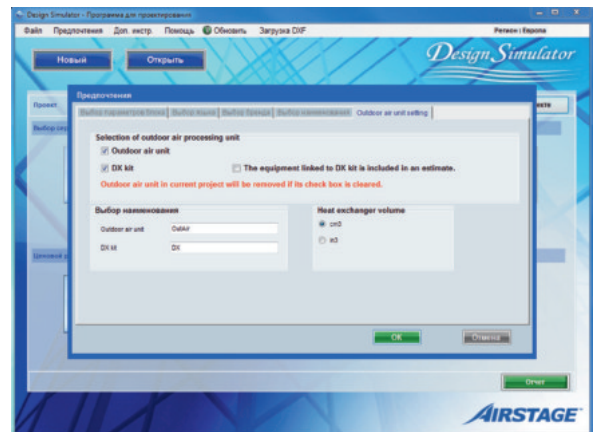 Design Simulator - Программа для проектирования
Файл Предпочтения Доп. инстр. Помощь Обновить Загрузка DXF Регион : Европа
Новый Открыть
Design Simulator
Проект
Предпочтения
Выбор параметров блока Выбор языка Выбор бренда Выбор наименования Outdoor air unit setting
Selection of outdoor air processing unit
Outdoor air unit
DX kit The equipment linked to DX kit is included in an estimate.
Outdoor air unit in current project will be removed if its check box is cleared.
Выбор наименования Heat exchanger volume
Outdoor air unit OutAir cm3
DX kit DX in3
OK Отмена
Отчет
AIRSTAGE